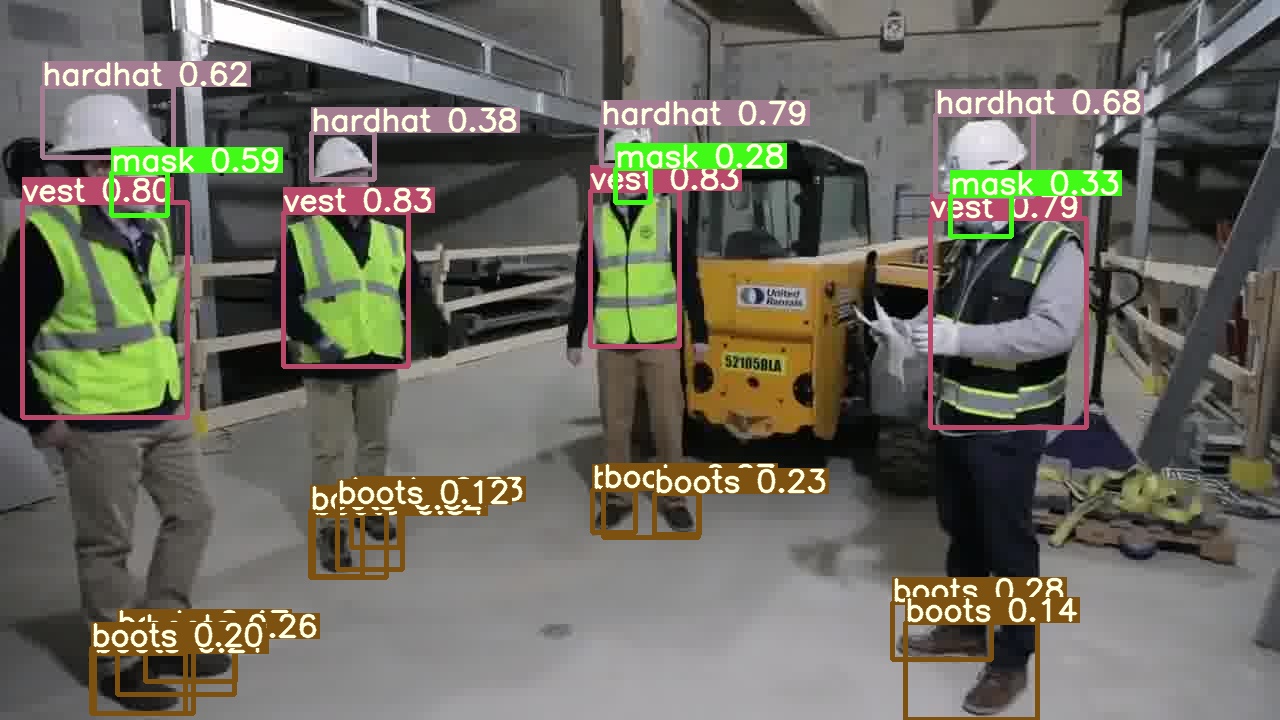 hardhat 0.62
hardhat 0.38
hardhat 0.79
hardhat 0.68
mask 0.59
mask 0.28
mask 0.33
vest 0.80
vest 0.83
vest 0.83
vest 0.79
United
Rentals
52105BLA
boots 0.12
boots 0.23
boots 0.28
boots 0.14
boots 0.20